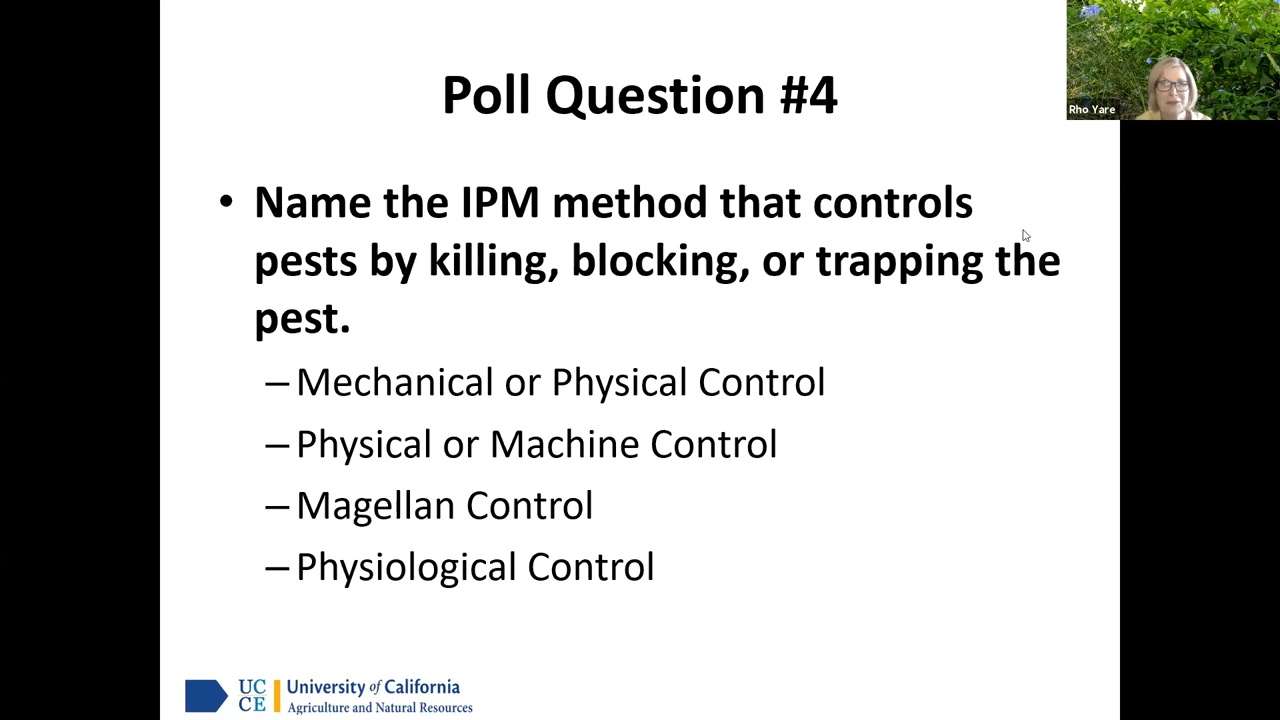 Poll Question #4
Rho Yare
• Name the IPM method that controls
pests by killing, blocking, or trapping the
pest.
– Mechanical or Physical Control
– Physical or Machine Control
– Magellan Control
– Physiological Control
UC
CE
University of California
Agriculture and Natural Resources